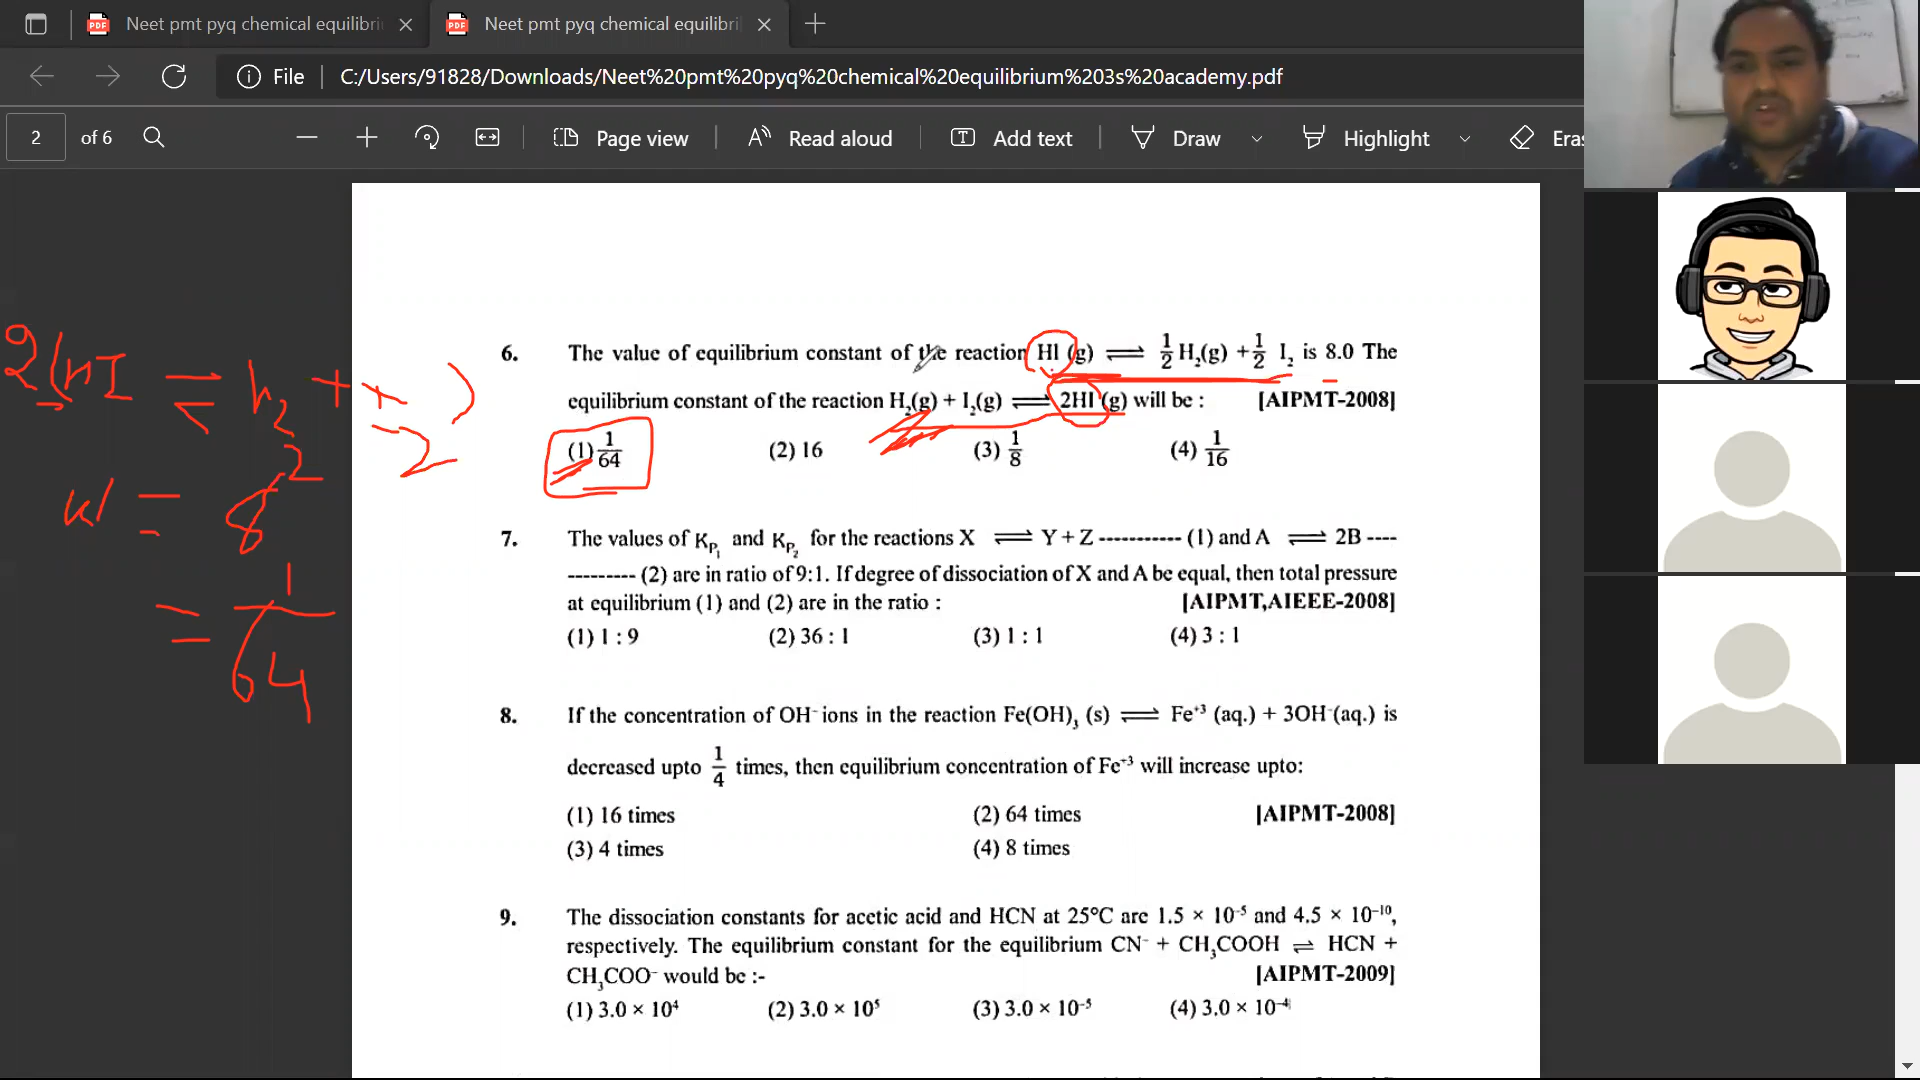 Neet pmt pyq chemical equilibri
Neet pmt pyq chemical equilibri
File C:/Users/91828/Downloads/Neet%20pmt%20pyq%20chemical%20equilibrium%203s%20academy.pdf
2 of 6 Page view Read aloud Add text Draw Highlight Eras
6. The value of equilibrium constant of the reaction HI (g) ⇌ 1/2 H₂(g) + 1/2 I₂ is 8.0 The
equilibrium constant of the reaction H₂(g) + I₂(g) ⇌ 2HI (g) will be : [AIPMT-2008]
(1) 1/64 (2) 16 (3) 1/8 (4) 1/16
7. The values of K_P₁ and K_P₂ for the reactions X ⇌ Y + Z ----------- (1) and A ⇌ 2B ----
--------- (2) are in ratio of 9:1. If degree of dissociation of X and A be equal, then total pressure
at equilibrium (1) and (2) are in the ratio : [AIPMT,AIEEE-2008]
(1) 1 : 9 (2) 36 : 1 (3) 1 : 1 (4) 3 : 1
8. If the concentration of OH⁻ ions in the reaction Fe(OH)₃ (s) ⇌ Fe⁺³ (aq.) + 3OH⁻(aq.) is
decreased upto 1/4 times, then equilibrium concentration of Fe⁺³ will increase upto:
(1) 16 times (2) 64 times [AIPMT-2008]
(3) 4 times (4) 8 times
9. The dissociation constants for acetic acid and HCN at 25°C are 1.5 × 10⁻⁵ and 4.5 × 10⁻¹⁰,
respectively. The equilibrium constant for the equilibrium CN⁻ + CH₃COOH ⇌ HCN +
CH₃COO⁻ would be :- [AIPMT-2009]
(1) 3.0 × 10⁴ (2) 3.0 × 10⁵ (3) 3.0 × 10⁻⁵ (4) 3.0 × 10⁻⁴
= 8⁻²
= 1/64